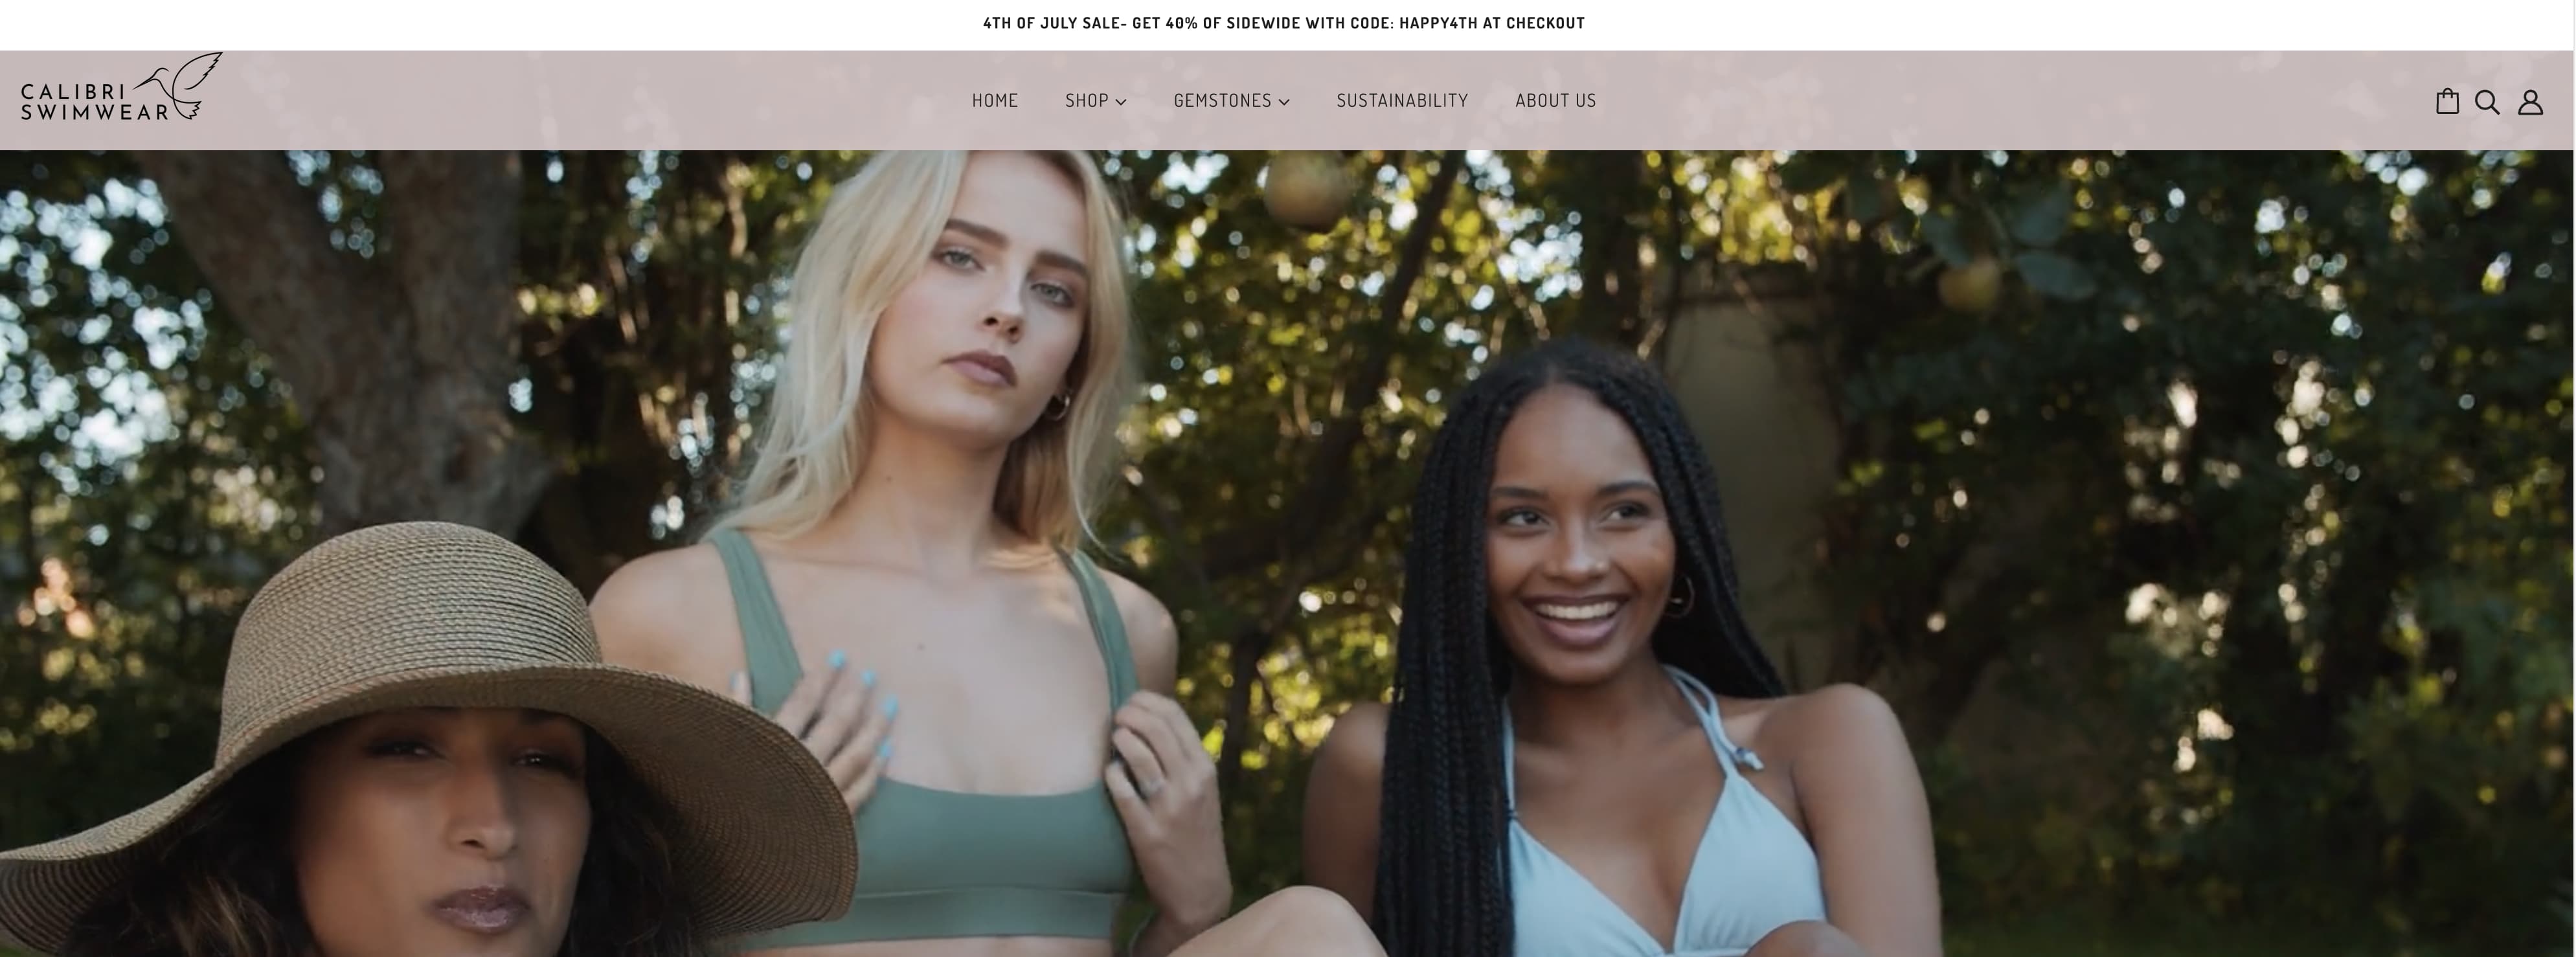 4TH OF JULY SALE- GET 40% OF SIDEWIDE WITH CODE: HAPPY4TH AT CHECKOUT
CALIBRI
SWIMWEAR
HOME SHOP GEMSTONES SUSTAINABILITY ABOUT US